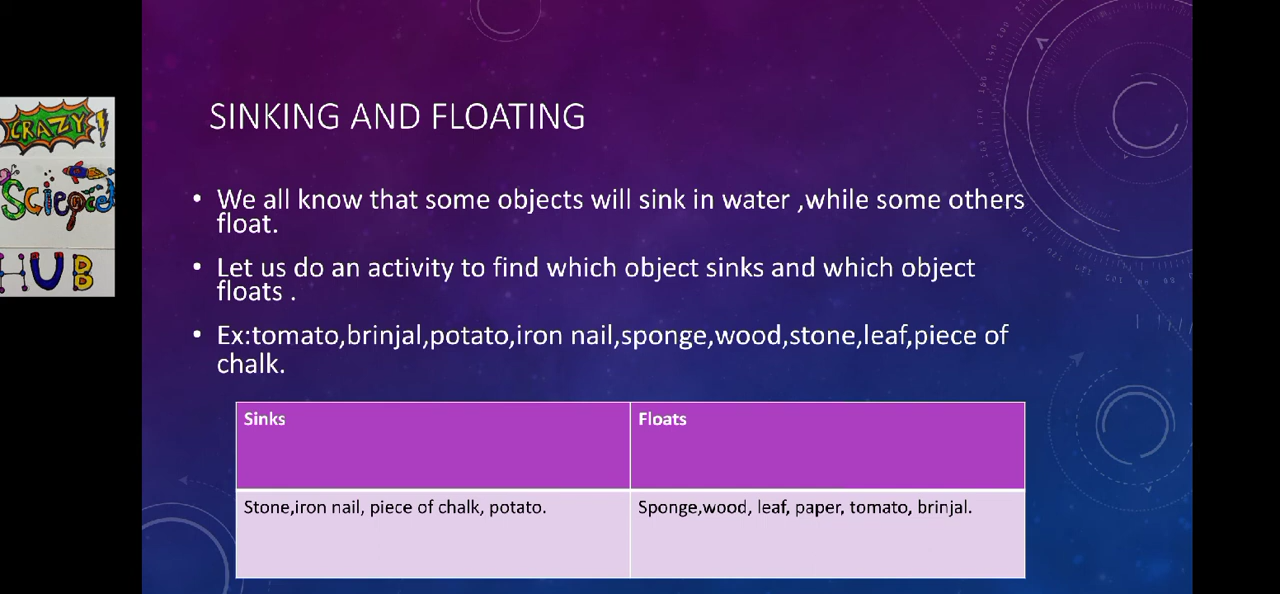 CRAZY!
Science
HUB
SINKING AND FLOATING
• We all know that some objects will sink in water ,while some others
float.
• Let us do an activity to find which object sinks and which object
floats .
• Ex:tomato,brinjal,potato,iron nail,sponge,wood,stone,leaf,piece of
chalk.
Sinks
Floats
Stone,iron nail, piece of chalk, potato.
Sponge,wood, leaf, paper, tomato, brinjal.